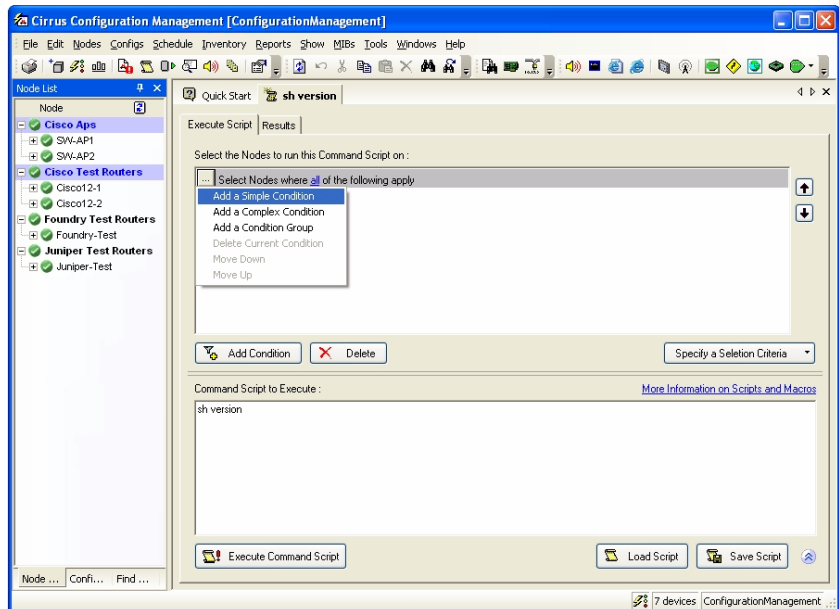 Cirrus Configuration Management [ConfigurationManagement]
File Edit Nodes Configs Schedule Inventory Reports Show MIBs Tools Windows Help
Node List
Node
Cisco Aps
SW-AP1
SW-AP2
Cisco Test Routers
Cisco12-1
Cisco12-2
Foundry Test Routers
Foundry-Test
Juniper Test Routers
Juniper-Test
Node ... Confi... Find ...
Quick Start sh version
Execute Script Results
Select the Nodes to run this Command Script on :
... Select Nodes where all of the following apply
Add a Simple Condition
Add a Complex Condition
Add a Condition Group
Delete Current Condition
Move Down
Move Up
Add Condition Delete Specify a Seletion Criteria
Command Script to Execute : More Information on Scripts and Macros
sh version
Execute Command Script Load Script Save Script
7 devices ConfigurationManagement